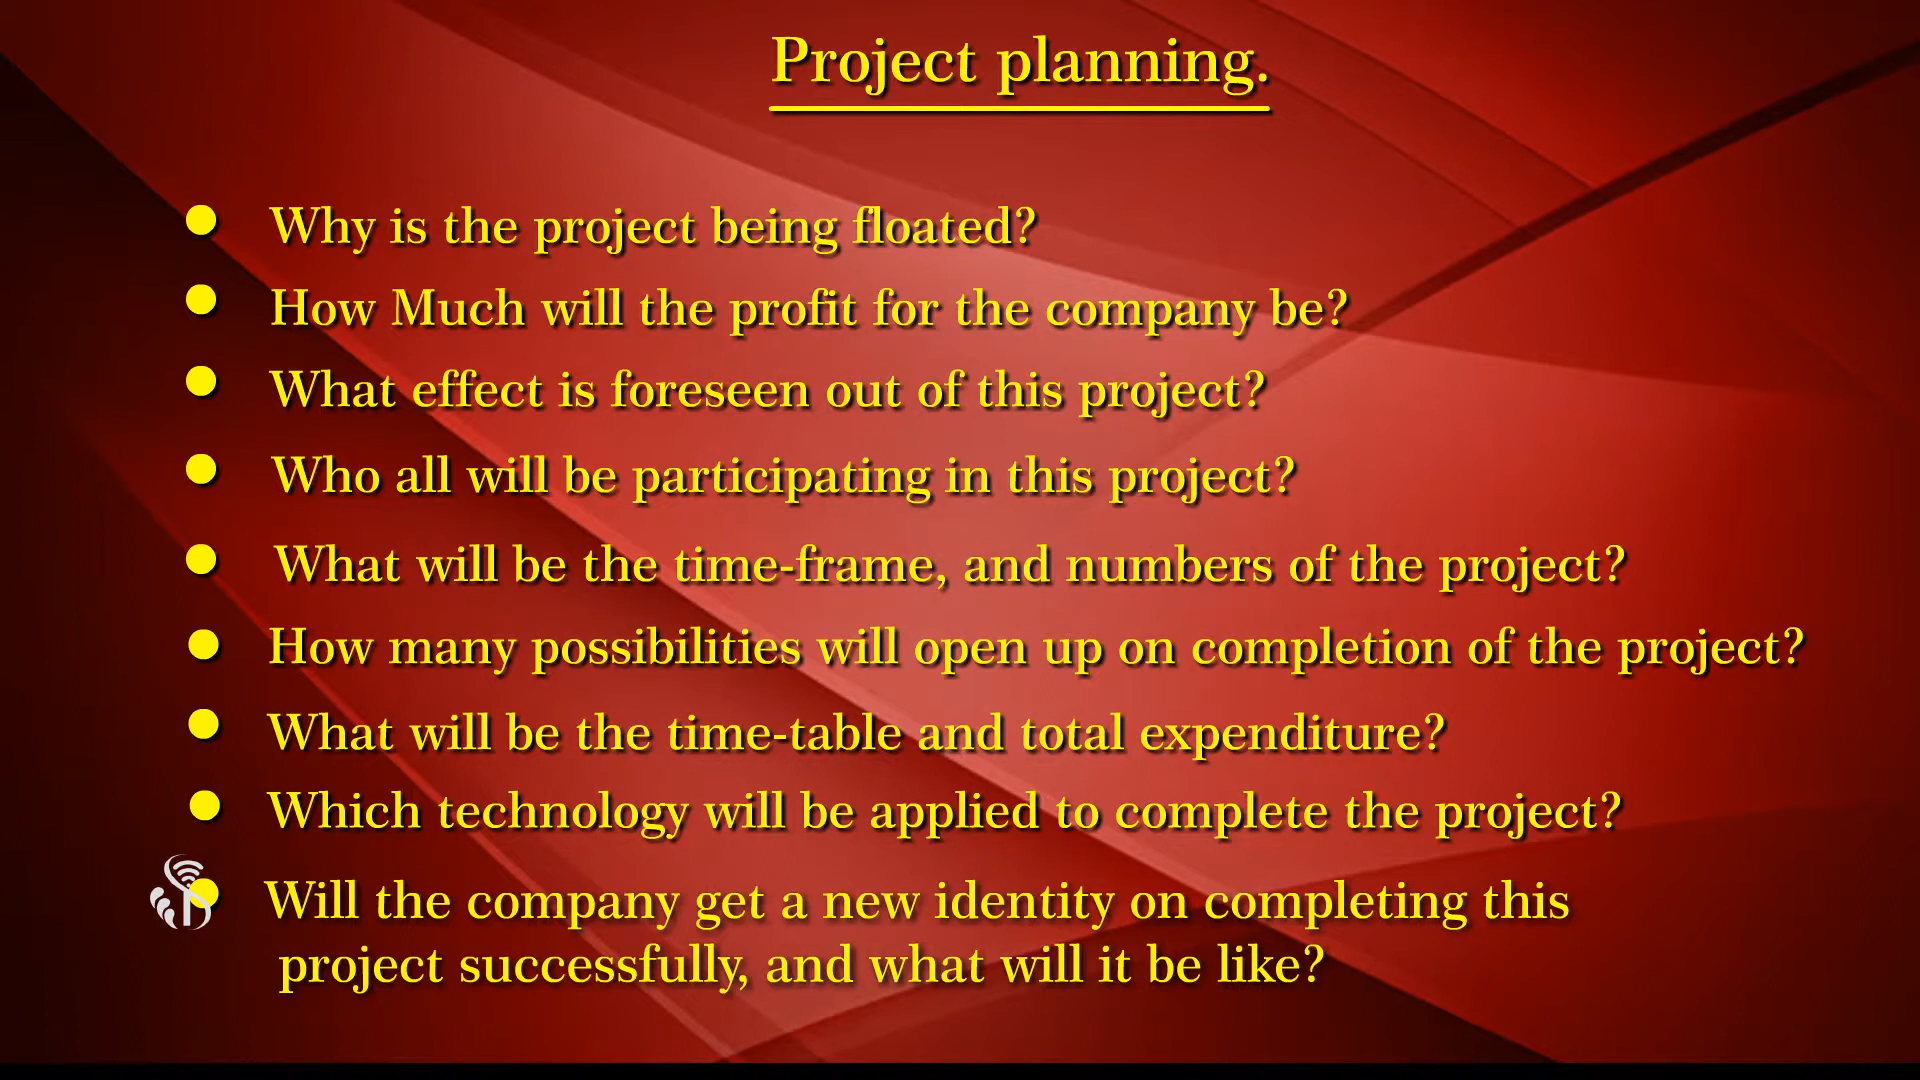 Project planning.
● Why is the project being floated?
● How Much will the profit for the company be?
● What effect is foreseen out of this project?
● Who all will be participating in this project?
● What will be the time-frame, and numbers of the project?
● How many possibilities will open up on completion of the project?
● What will be the time-table and total expenditure?
● Which technology will be applied to complete the project?
● Will the company get a new identity on completing this
project successfully, and what will it be like?